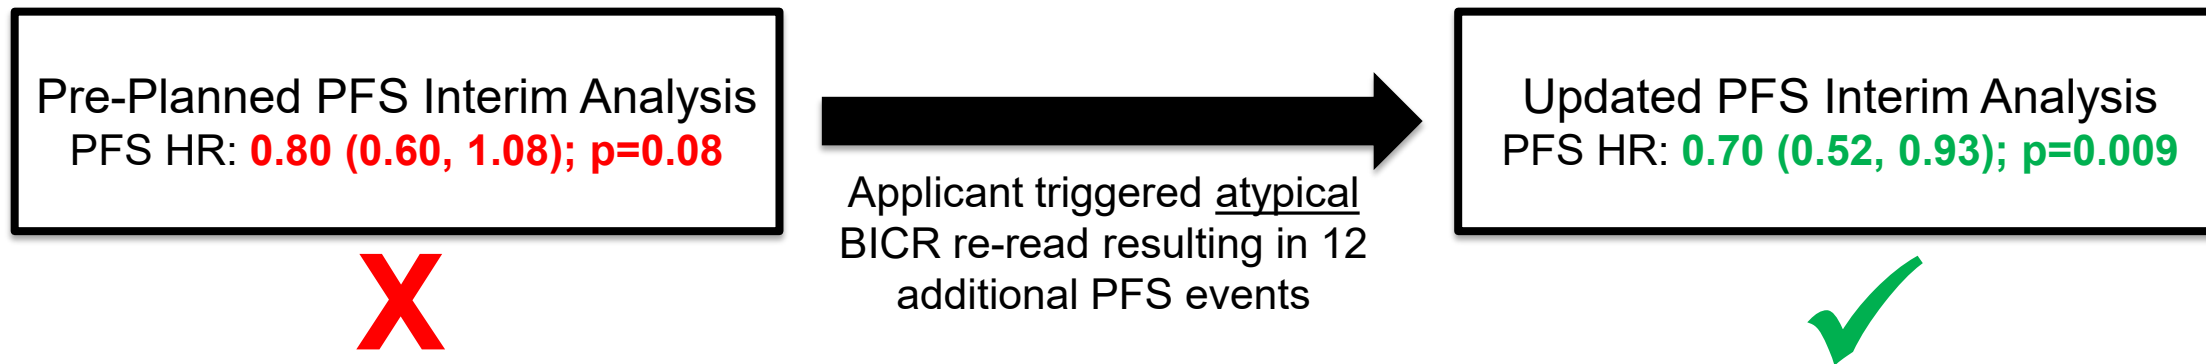 Pre-Planned PFS Interim Analysis
PFS HR: 0.80 (0.60, 1.08); p=0.08
X
Applicant triggered atypical
BICR re-read resulting in 12
additional PFS events
Updated PFS Interim Analysis
PFS HR: 0.70 (0.52, 0.93); p=0.009